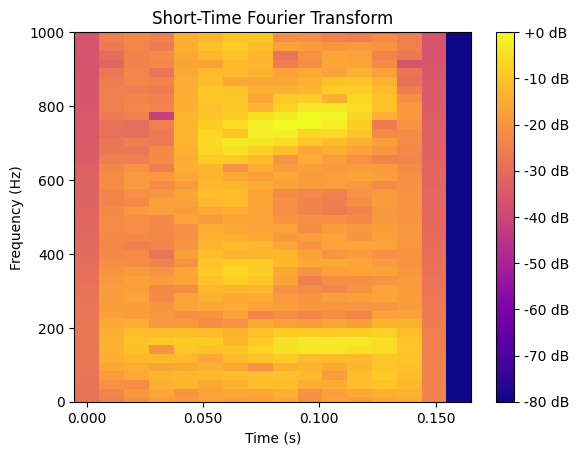 Short-Time Fourier Transform
Frequency (Hz)
1000
800
600
400
200
0
0.000
0.050
0.100
0.150
Time (s)
+0 dB
-10 dB
-20 dB
-30 dB
-40 dB
-50 dB
-60 dB
-70 dB
-80 dB